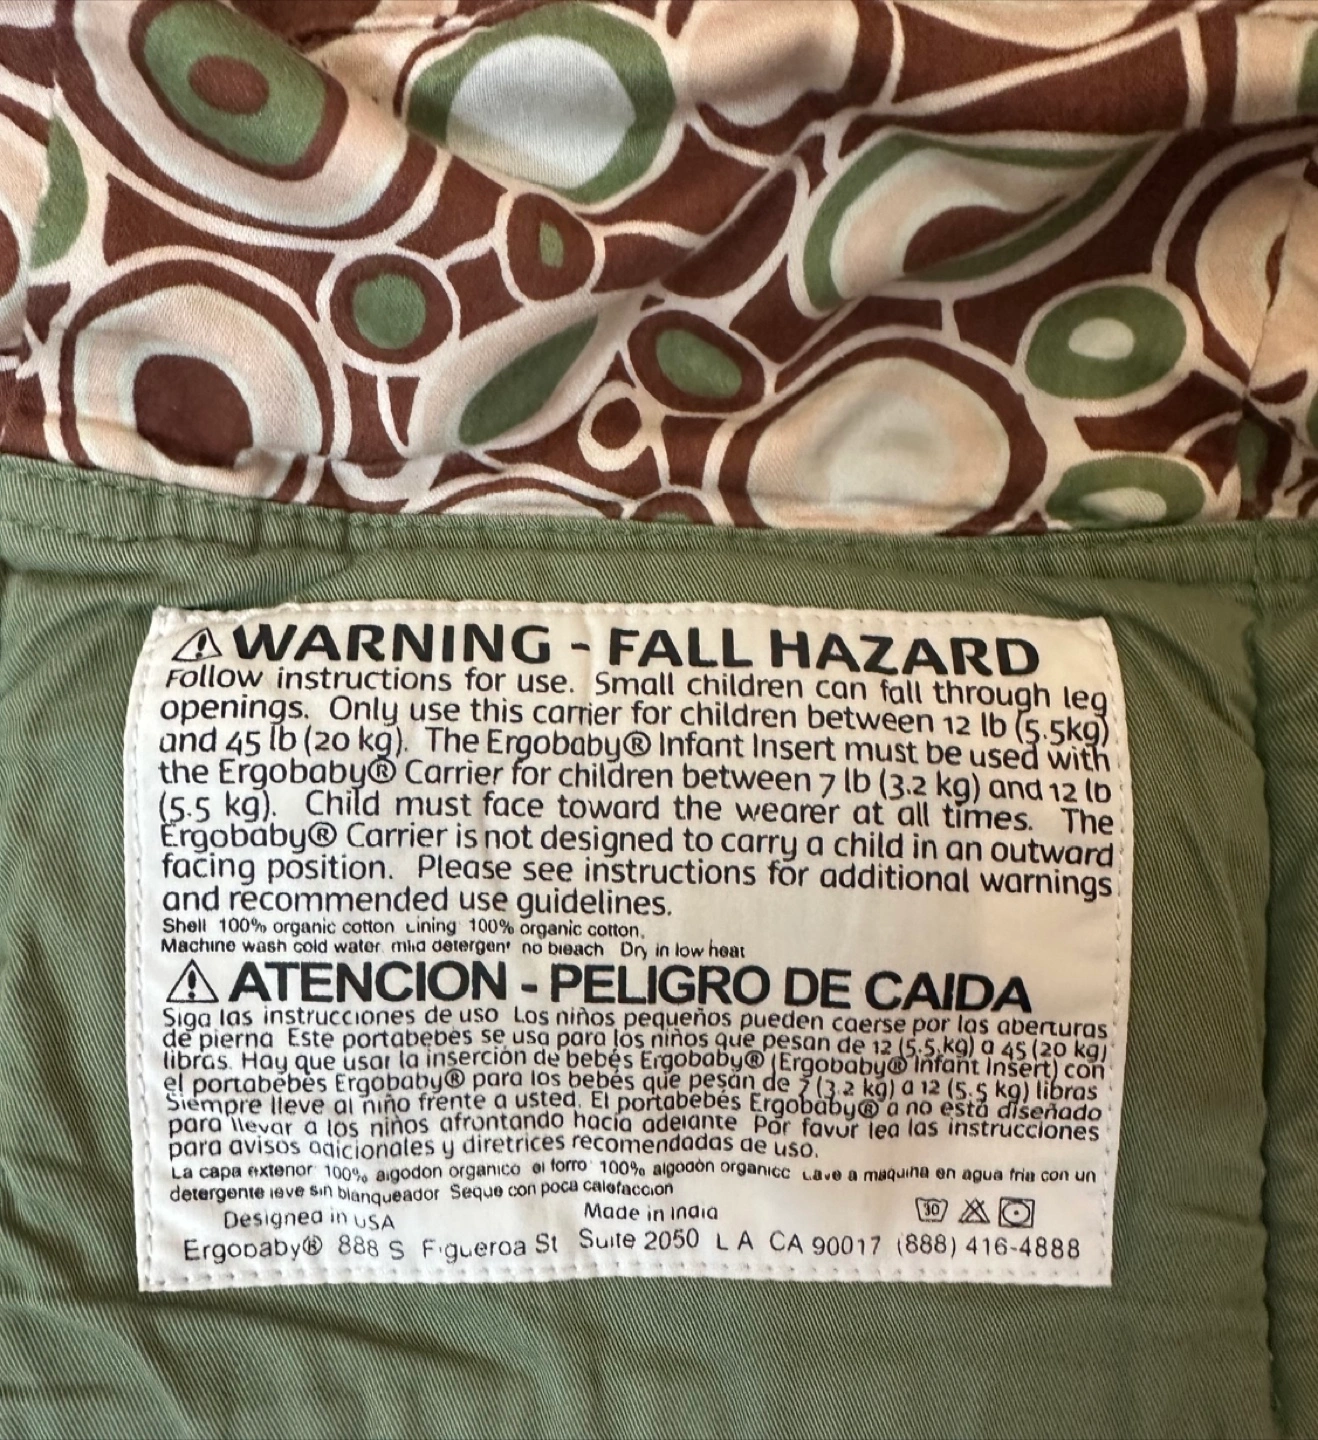 WARNING - FALL HAZARD
Follow instructions for use. Small children can fall through leg
openings. Only use this carrier for children between 12 lb (5.5kg)
and 45 lb (20 kg). The Ergobaby® Infant Insert must be used with
the Ergobaby® Carrier for children between 7 lb (3.2 kg) and 12 lb
(5.5 kg). Child must face toward the wearer at all times. The
Ergobaby® Carrier is not designed to carry a child in an outward
facing position. Please see instructions for additional warnings
and recommended use guidelines.
Shell 100% organic cotton Lining 100% organic cotton.
Machine wash cold water mild detergent no bleach Dry in low heat
ATENCION - PELIGRO DE CAIDA
Siga las instrucciones de uso Los niños pequeños pueden caerse por las aberturas
de pierna Este portabebés se usa para los niños que pesan de 12 (5.5.kg) a 45 (20 kg)
libras. Hay que usar la inserción de bebés Ergobaby® (Ergobaby® Infant Insert) con
el portabebés Ergobaby® para los bebés que pesan de 7 (3.2 kg) a 12 (5.5 kg) libras
Siempre lleve al niño frente a usted. El portabebés Ergobaby® a no está diseñado
para llevar a los niños afrontando hacia adelante Por favur lea las instrucciones
para avisos adicionales y diretrices recomendadas de uso.
La capa exterior 100% algodon organico el forro 100% algodón organico Lave a maquina en agua fria con un
detergente leve sin blanqueador Seque con poca calefaccion
Designed in USA Made in India 30
Ergobaby® 888 S Figueroa St Suite 2050 L A CA 90017 (888) 416-4888